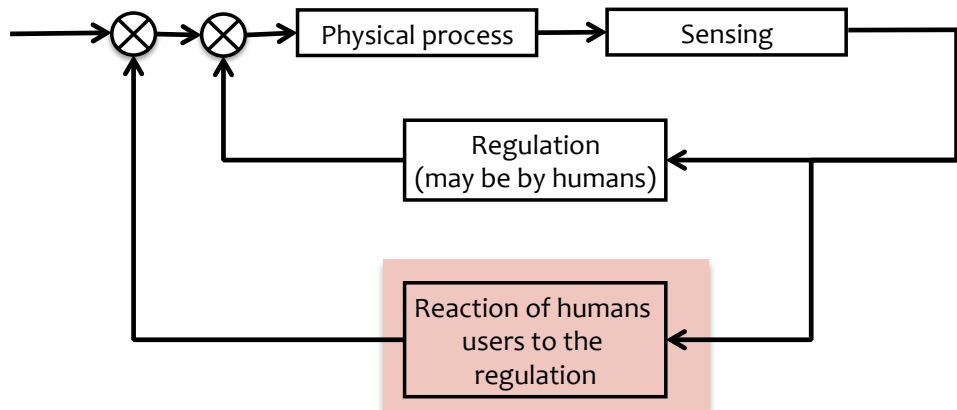 Physical process
Sensing
Regulation
(may be by humans)
Reaction of humans
users to the
regulation